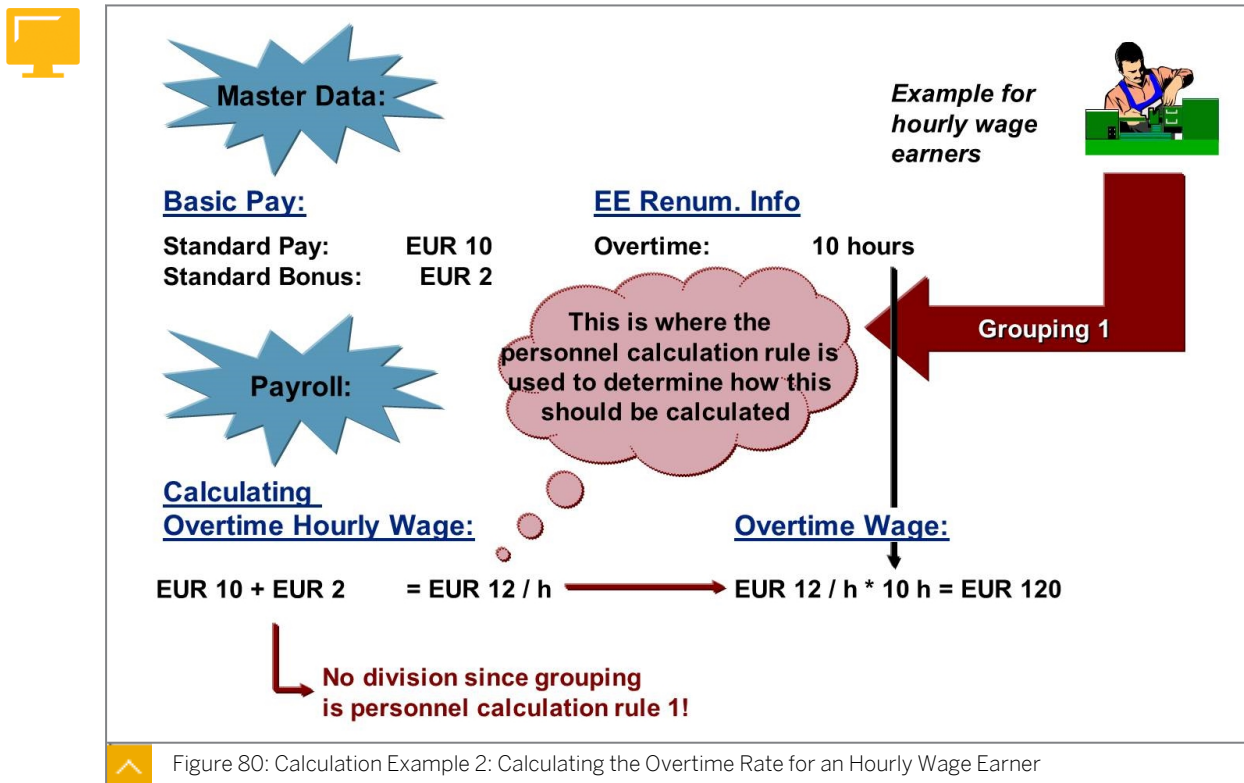 Master Data:
Example for
hourly wage
earners
Basic Pay:
EE Renum. Info
Standard Pay: EUR 10
Standard Bonus: EUR 2
Overtime: 10 hours
This is where the
personnel calculation rule is
used to determine how this
should be calculated
Grouping 1
Payroll:
Calculating
Overtime Hourly Wage:
Overtime Wage:
EUR 10 + EUR 2 = EUR 12 / h
EUR 12 / h * 10 h = EUR 120
No division since grouping
is personnel calculation rule 1!
Figure 80: Calculation Example 2: Calculating the Overtime Rate for an Hourly Wage Earner